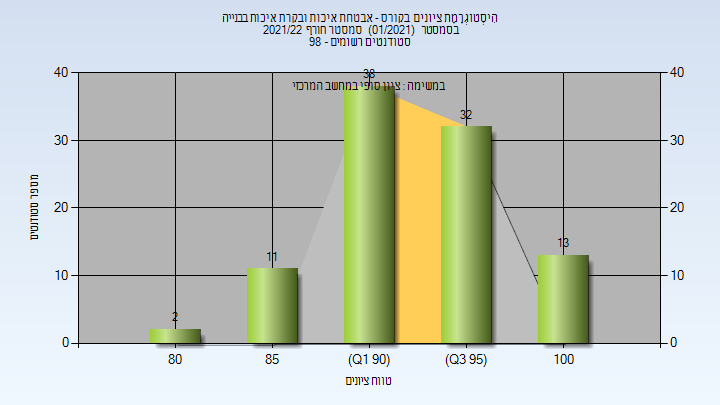 היסטוגרמת ציונים בקורס - אבטחת איכות ובקרת איכות בבנייה
בסמסטר (01/2021) סמסטר חורף 2021/22
סטודנטים רשומים - 98
במשימה : ציון סופי במחשב המרכזי
40
30
20
10
0
40
30
20
10
0
מספר סטודנטים
2
11
38
32
13
80
85
(Q1 90)
(Q3 95)
100
טווח ציונים